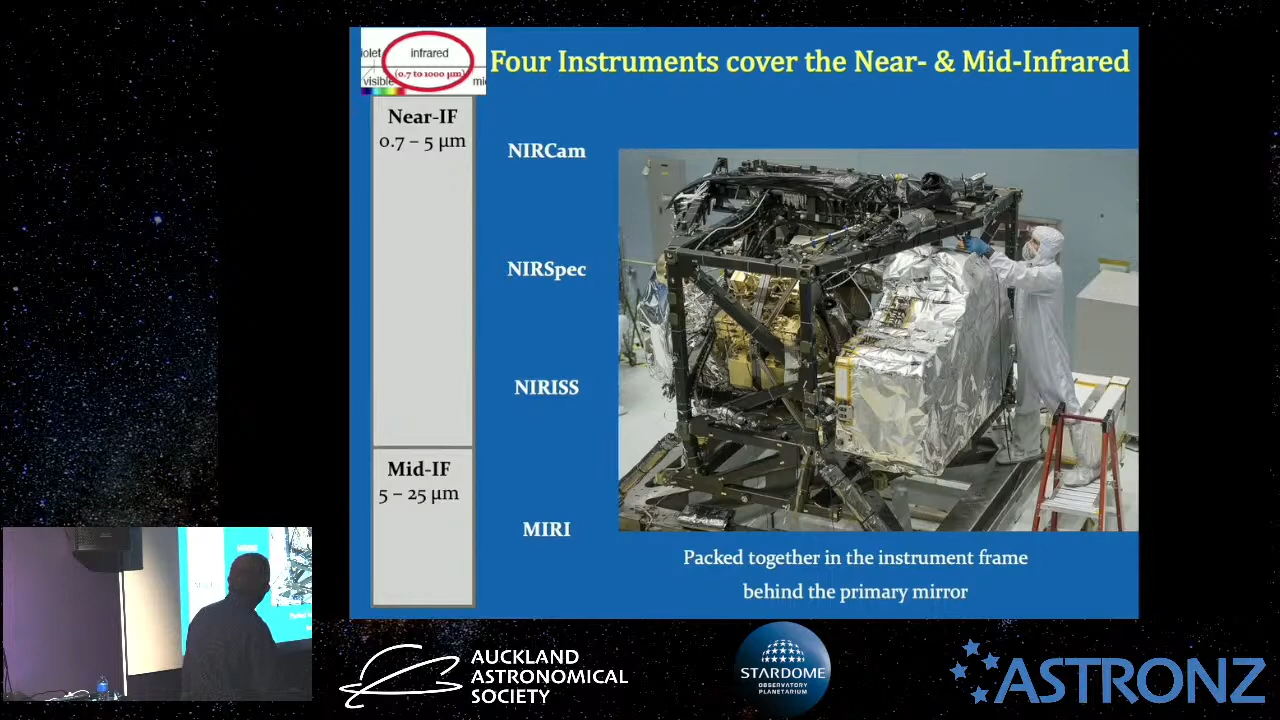 iolet
infrared
(0.7 to 1000 µm)
visible
mi
Four Instruments cover the Near- & Mid-Infrared
Near-IF
0.7 – 5 µm
NIRCam
NIRSpec
NIRISS
Mid-IF
5 – 25 µm
MIRI
Packed together in the instrument frame
behind the primary mirror
AUCKLAND
ASTRONOMICAL
SOCIETY
STARDOME
OBSERVATORY
PLANETARIUM
ASTRONZ